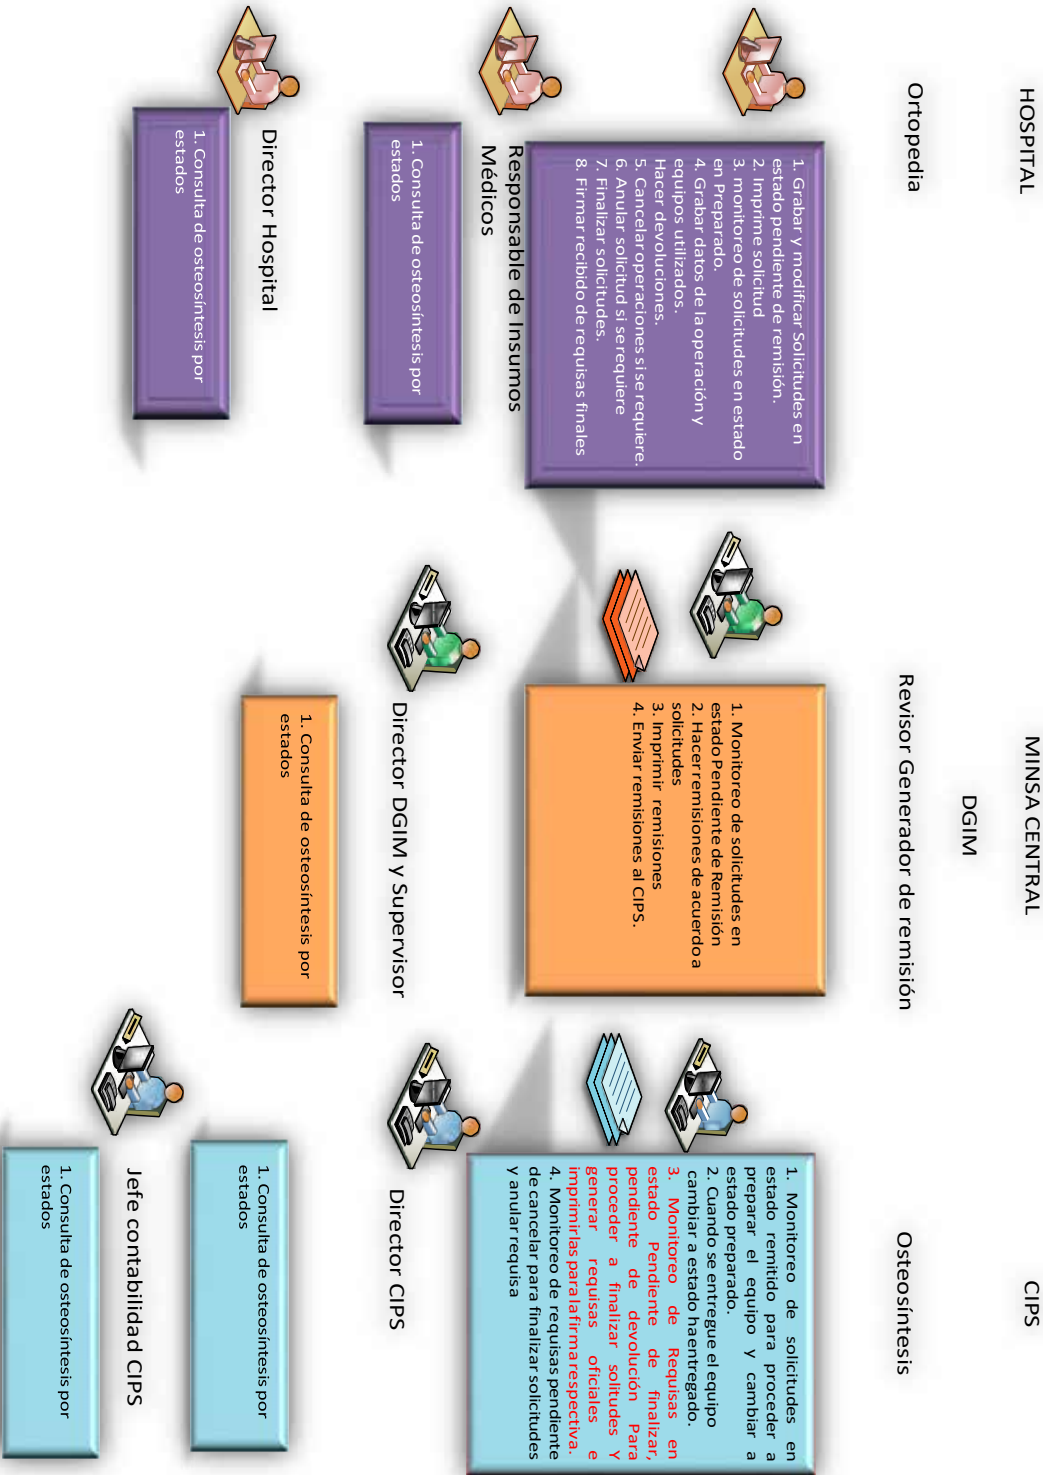 HOSPITAL
Ortopedia
1. Grabar y modificar Solicitudes en
estado pendiente de remisión.
2. Imprime solicitud
3. monitoreo de solicitudes en estado
en Preparado.
4. Grabar datos de la operación y
equipos utilizados.
Hacer devoluciones.
5. Cancelar operaciones si se requiere.
6. Anular solicitud si se requiere
7. Finalizar solicitudes.
8. Firmar recibido de requisas finales
Responsable de Insumos
Médicos
1. Consulta de osteosíntesis por
estados
Director Hospital
1. Consulta de osteosíntesis por
estados
MINSA CENTRAL
DGIM
Revisor Generador de remisión
1. Monitoreo de solicitudes en
estado Pendiente de Remisión
2. Hacer remisiones de acuerdo a
solicitudes
3. Imprimir remisiones
4. Enviar remisiones al CIPS.
Director DGIM y Supervisor
1. Consulta de osteosíntesis por
estados
CIPS
Osteosíntesis
1. Monitoreo de solicitudes en
estado remitido para proceder a
preparar el equipo y cambiar a
estado preparado.
2. Cuando se entregue el equipo
cambiar a estado ha entregado.
3. Monitoreo de Requisas en
estado Pendiente de finalizar,
pendiente de devolución Para
proceder a finalizar solitudes y
generar requisas oficiales e
imprimirlas para la firma respectiva.
4. Monitoreo de requisas pendiente
de cancelar para finalizar solicitudes
y anular requisa
Director CIPS
1. Consulta de osteosíntesis por
estados
Jefe contabilidad CIPS
1. Consulta de osteosíntesis por
estados